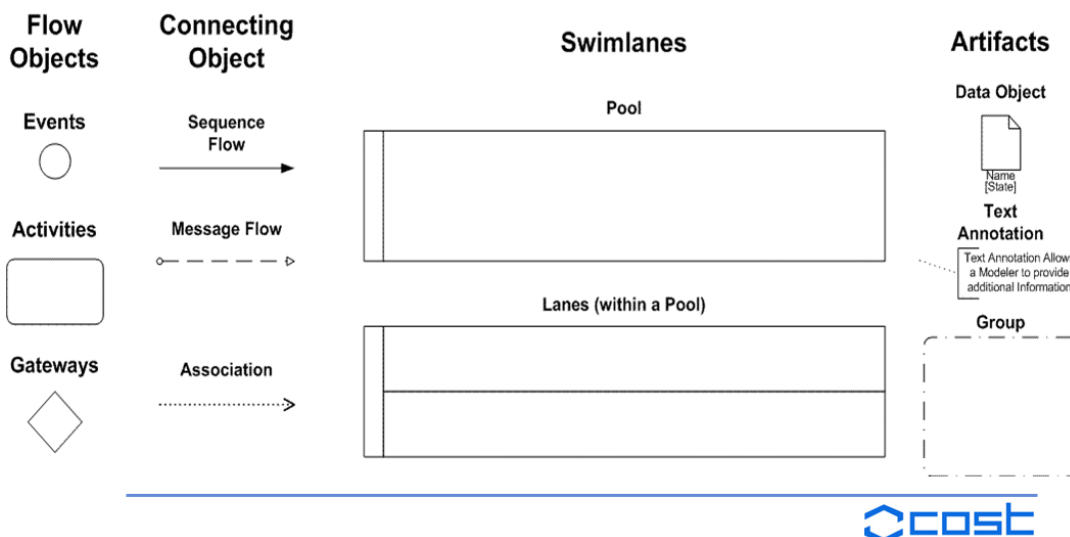 Flow
Objects
Connecting
Object
Swimlanes
Artifacts
Events
Activities
Gateways
Sequence
Flow
Message Flow
Association
Pool
Lanes (within a Pool)
Data Object
Name
[State]
Text
Annotation
Text Annotation Allows
a Modeler to provide
additional Information
Group
cost